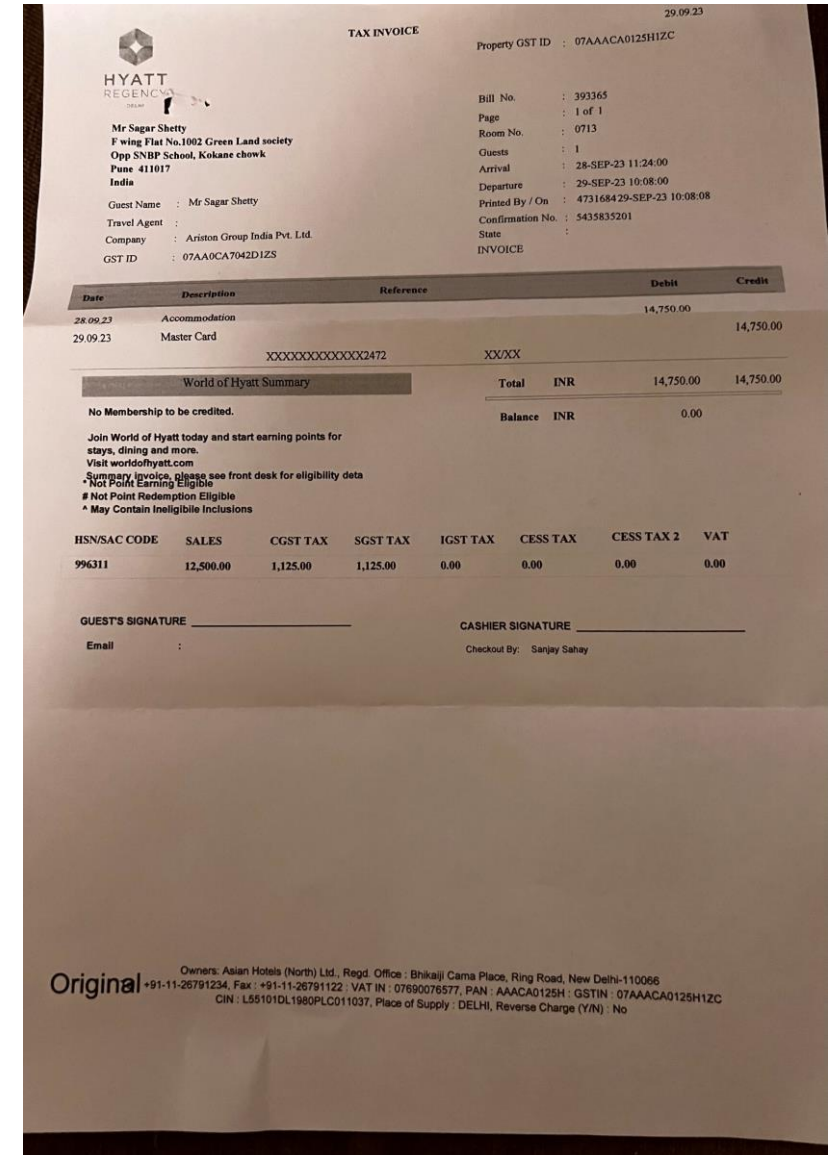 29.09.23
TAX INVOICE
Property GST ID : 07AAACA0125H1ZC
HYATT
REGENCY
DELHI
Bill No. : 393365
Page : 1 of 1
Room No. : 0713
Guests : 1
Arrival : 28-SEP-23 11:24:00
Departure : 29-SEP-23 10:08:00
Printed By / On : 47316842 9-SEP-23 10:08:08
Confirmation No. : 5435835201
State :
INVOICE
Mr Sagar Shetty
F wing Flat No.1002 Green Land society
Opp SNBP School, Kokane chowk
Pune 411017
India
Guest Name : Mr Sagar Shetty
Travel Agent :
Company : Ariston Group India Pvt. Ltd.
GST ID : 07AA0CA7042D1ZS
Date Description Reference Debit Credit
28.09.23 Accommodation 14,750.00
29.09.23 Master Card 14,750.00
XXXXXXXXXXXX2472 XX/XX
World of Hyatt Summary
Total INR 14,750.00 14,750.00
Balance INR 0.00
No Membership to be credited.
Join World of Hyatt today and start earning points for
stays, dining and more.
Visit worldofhyatt.com
Summary invoice, please see front desk for eligibility deta
* Not Point Earning Eligible
# Not Point Redemption Eligible
^ May Contain Ineligibile Inclusions
HSN/SAC CODE SALES CGST TAX SGST TAX IGST TAX CESS TAX CESS TAX 2 VAT
996311 12,500.00 1,125.00 1,125.00 0.00 0.00 0.00 0.00
GUEST'S SIGNATURE
CASHIER SIGNATURE
Email :
Checkout By: Sanjay Sahay
Owners: Asian Hotels (North) Ltd., Regd. Office : Bhikaiji Cama Place, Ring Road, New Delhi-110066
Original +91-11-26791234, Fax : +91-11-26791122 : VAT IN : 07690076577, PAN : AAACA0125H : GSTIN : 07AAACA0125H1ZC
CIN : L55101DL1980PLC011037, Place of Supply : DELHI, Reverse Charge (Y/N) : No